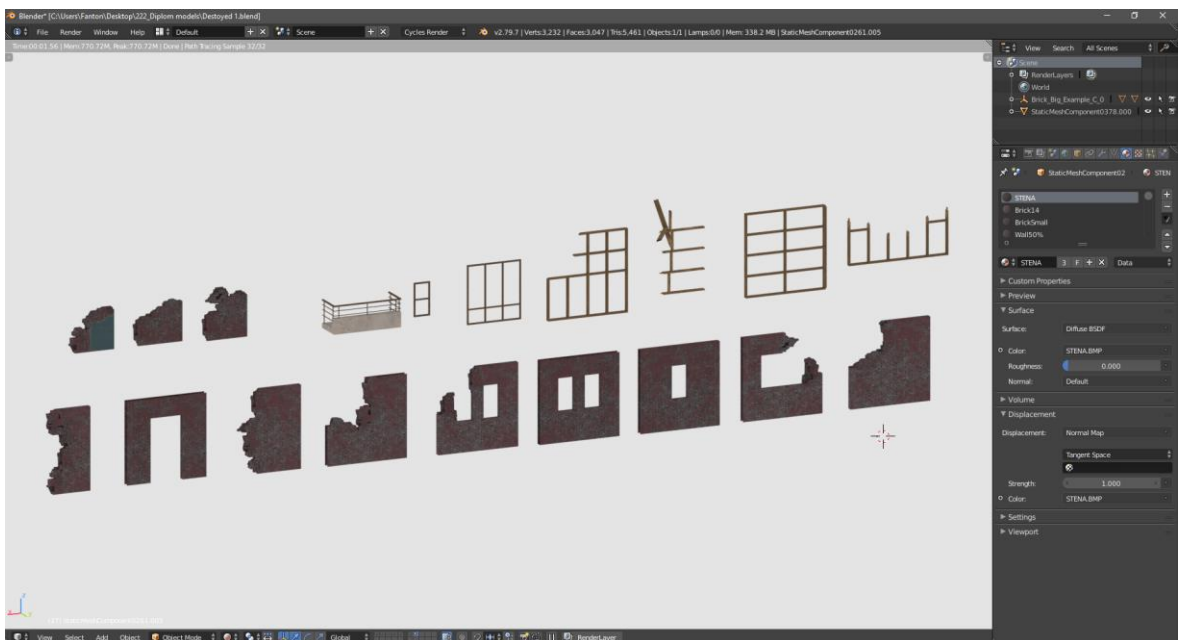 Blender* [C:\Users\Fanton\Desktop\222_Diplom models\Destoyed 1.blend]
File Render Window Help Default Scene Cycles Render v2.79.7 | Verts:3,232 | Faces:3,047 | Tris:5,461 | Objects:1/1 | Lamps:0/0 | Mem: 338.2 MB | StaticMeshComponent0261.005
Time:00:01.56 | Mem:770.72M, Peak:770.72M | Done | Path Tracing Sample 32/32
View Search All Scenes
Scene
RenderLayers
World
Brick_Big_Example_C_0
StaticMeshComponent0378.000
StaticMeshComponent02 STEN
STENA
Brick14
BrickSmall
Wall50%
STENA 3 F Data
Custom Properties
Preview
Surface
Surface: Diffuse BSDF
Color: STENA.BMP
Roughness: 0.000
Normal: Default
Volume
Displacement
Displacement: Normal Map
Tangent Space
Strength: 1.000
Color: STENA.BMP
Settings
Viewport
View Select Add Object Object Mode Global RenderLayer